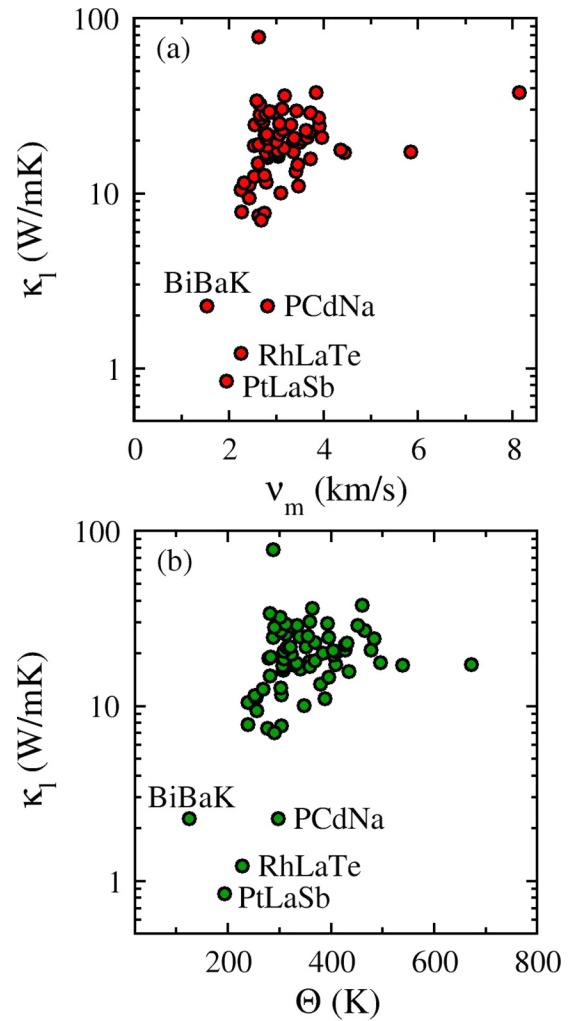 100
(a)
κl (W/mK)
10
BiBaK
PCdNa
RhLaTe
1
PtLaSb
0 2 4 6 8
νm (km/s)
100
(b)
κl (W/mK)
10
BiBaK
PCdNa
RhLaTe
1
PtLaSb
200 400 600 800
Θ (K)